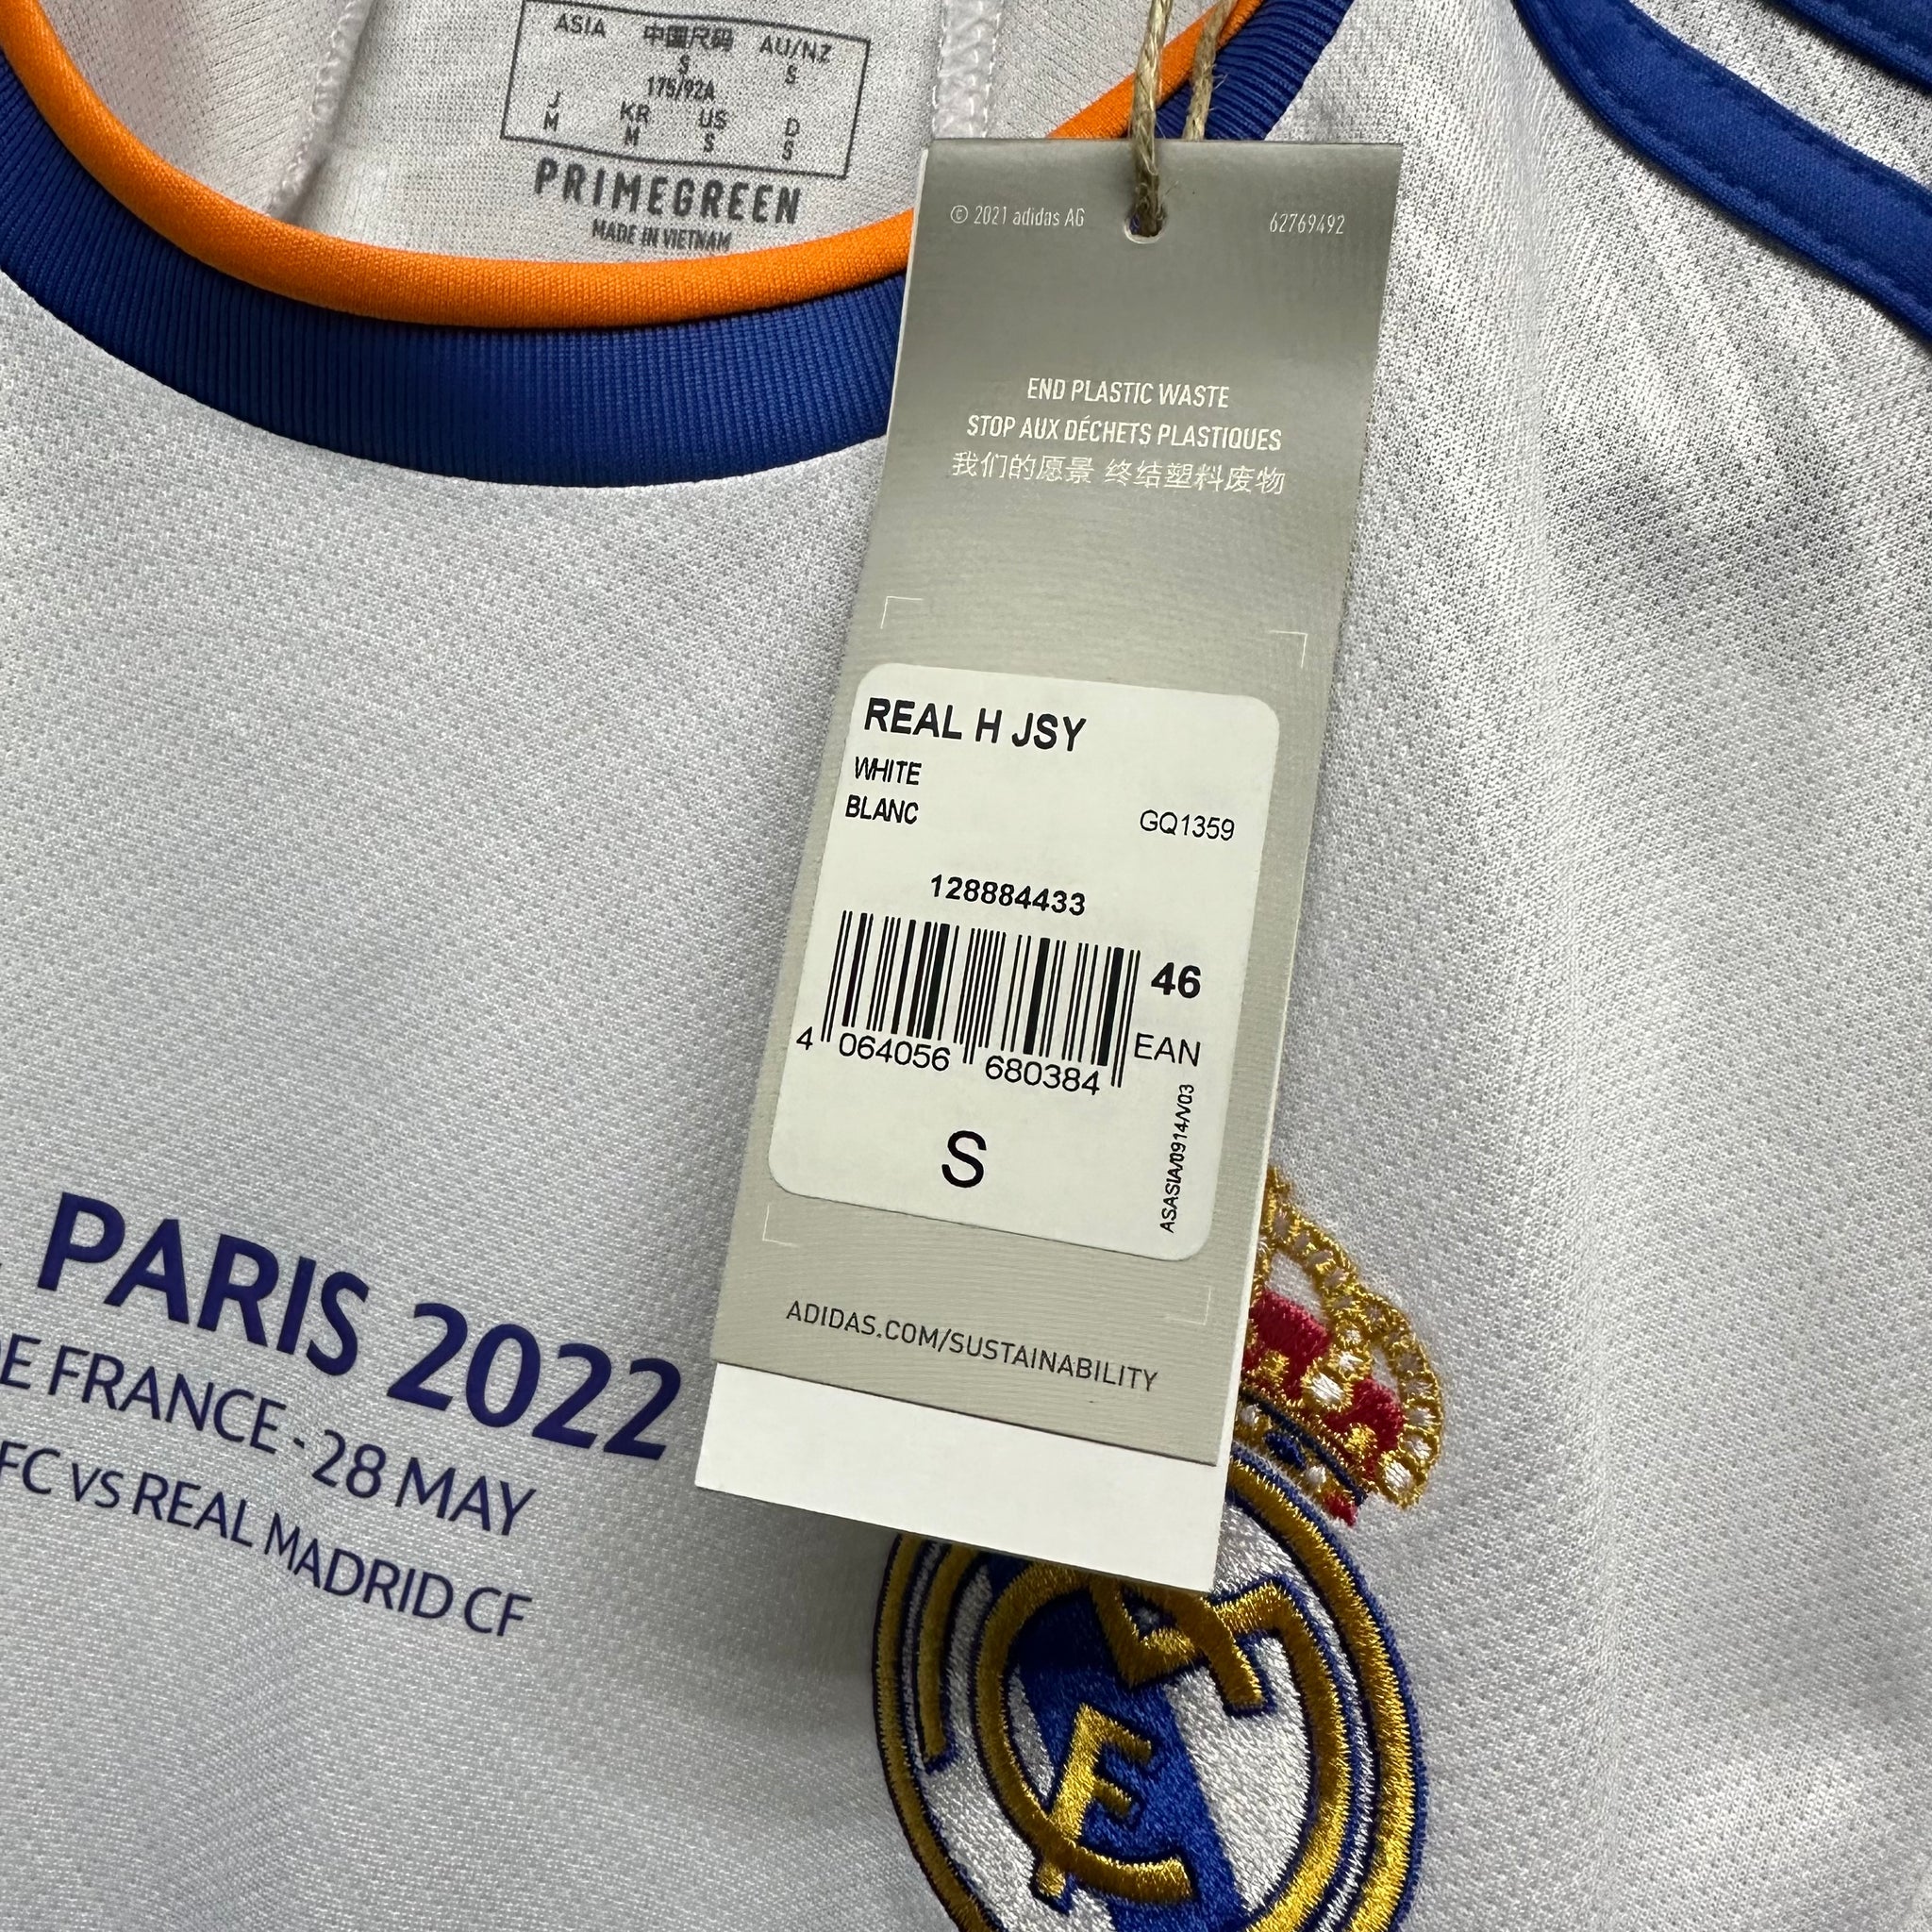 ASIA 中国尺码 AU/NZ
S S
175/92A
J KR US D
M M S S
PRIMEGREEN
MADE IN VIETNAM
© 2021 adidas AG 62769492
END PLASTIC WASTE
STOP AUX DÉCHETS PLASTIQUES
我们的愿景 终结塑料废物
REAL H JSY
WHITE
BLANC GQ1359
128884433
46
4 064056 680384 EAN
ASASIA/0914/V03
S
ADIDAS.COM/SUSTAINABILITY
PARIS 2022
DE FRANCE - 28 MAY
FC VS REAL MADRID CF